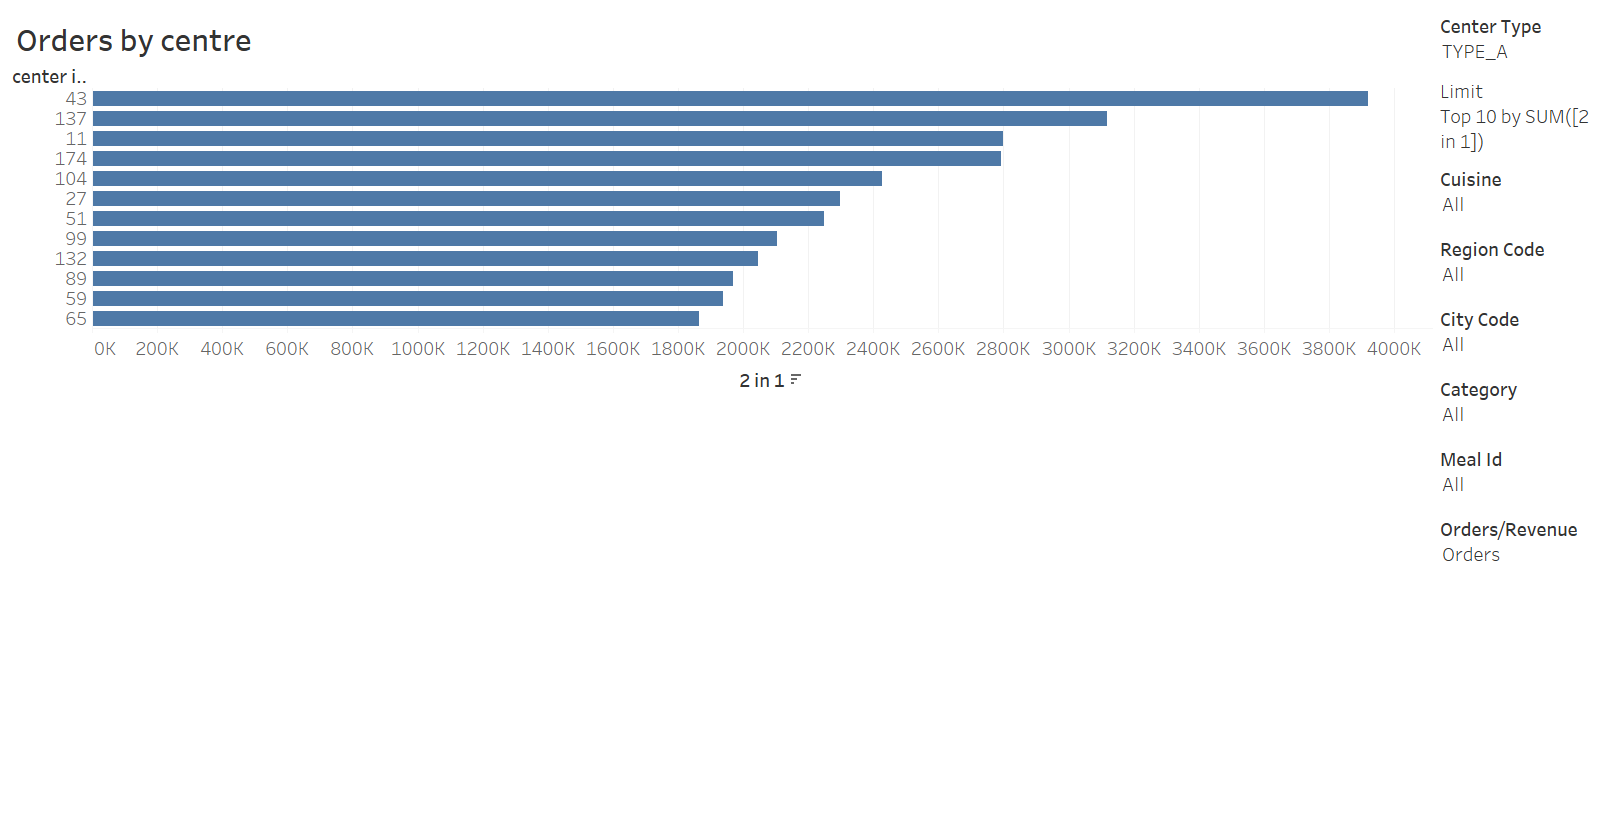 Orders by centre
center i..
43
137
11
174
104
27
51
99
132
89
59
65
0K 200K 400K 600K 800K 1000K 1200K 1400K 1600K 1800K 2000K 2200K 2400K 2600K 2800K 3000K 3200K 3400K 3600K 3800K 4000K
2 in 1
Center Type
TYPE_A
Limit
Top 10 by SUM([2
in 1])
Cuisine
All
Region Code
All
City Code
All
Category
All
Meal Id
All
Orders/Revenue
Orders